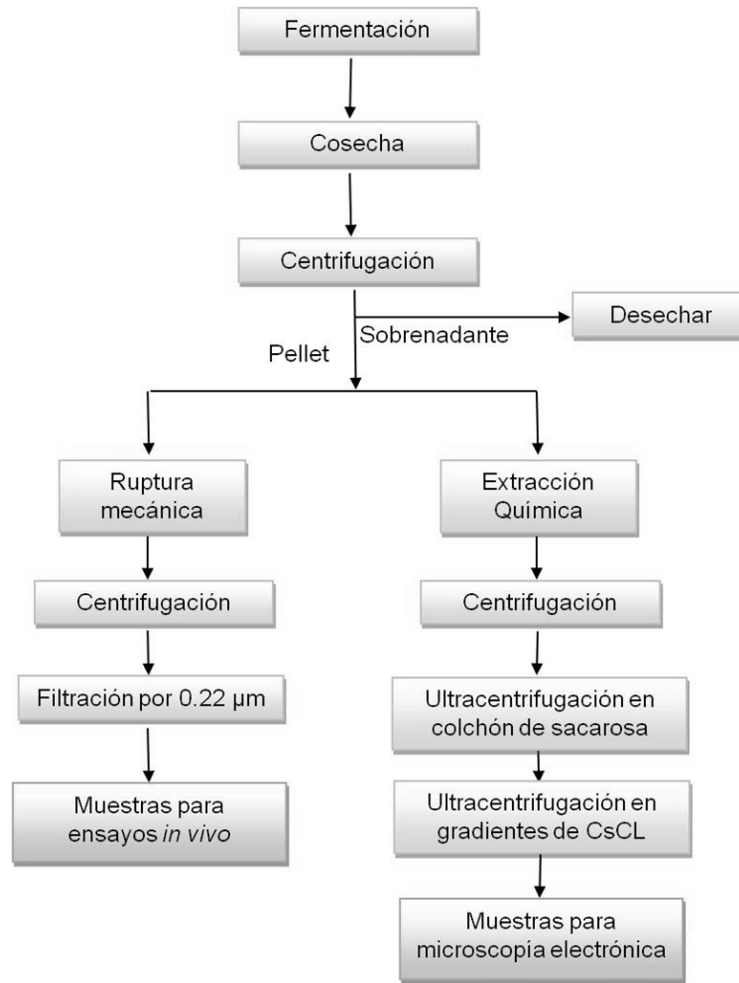 Fermentación
Cosecha
Centrifugación
Desechar
Sobrenadante
Pellet
Ruptura
mecánica
Centrifugación
Filtración por 0.22 µm
Muestras para
ensayos in vivo
Extracción
Química
Centrifugación
Ultracentrifugación en
colchón de sacarosa
Ultracentrifugación en
gradientes de CsCL
Muestras para
microscopía electrónica